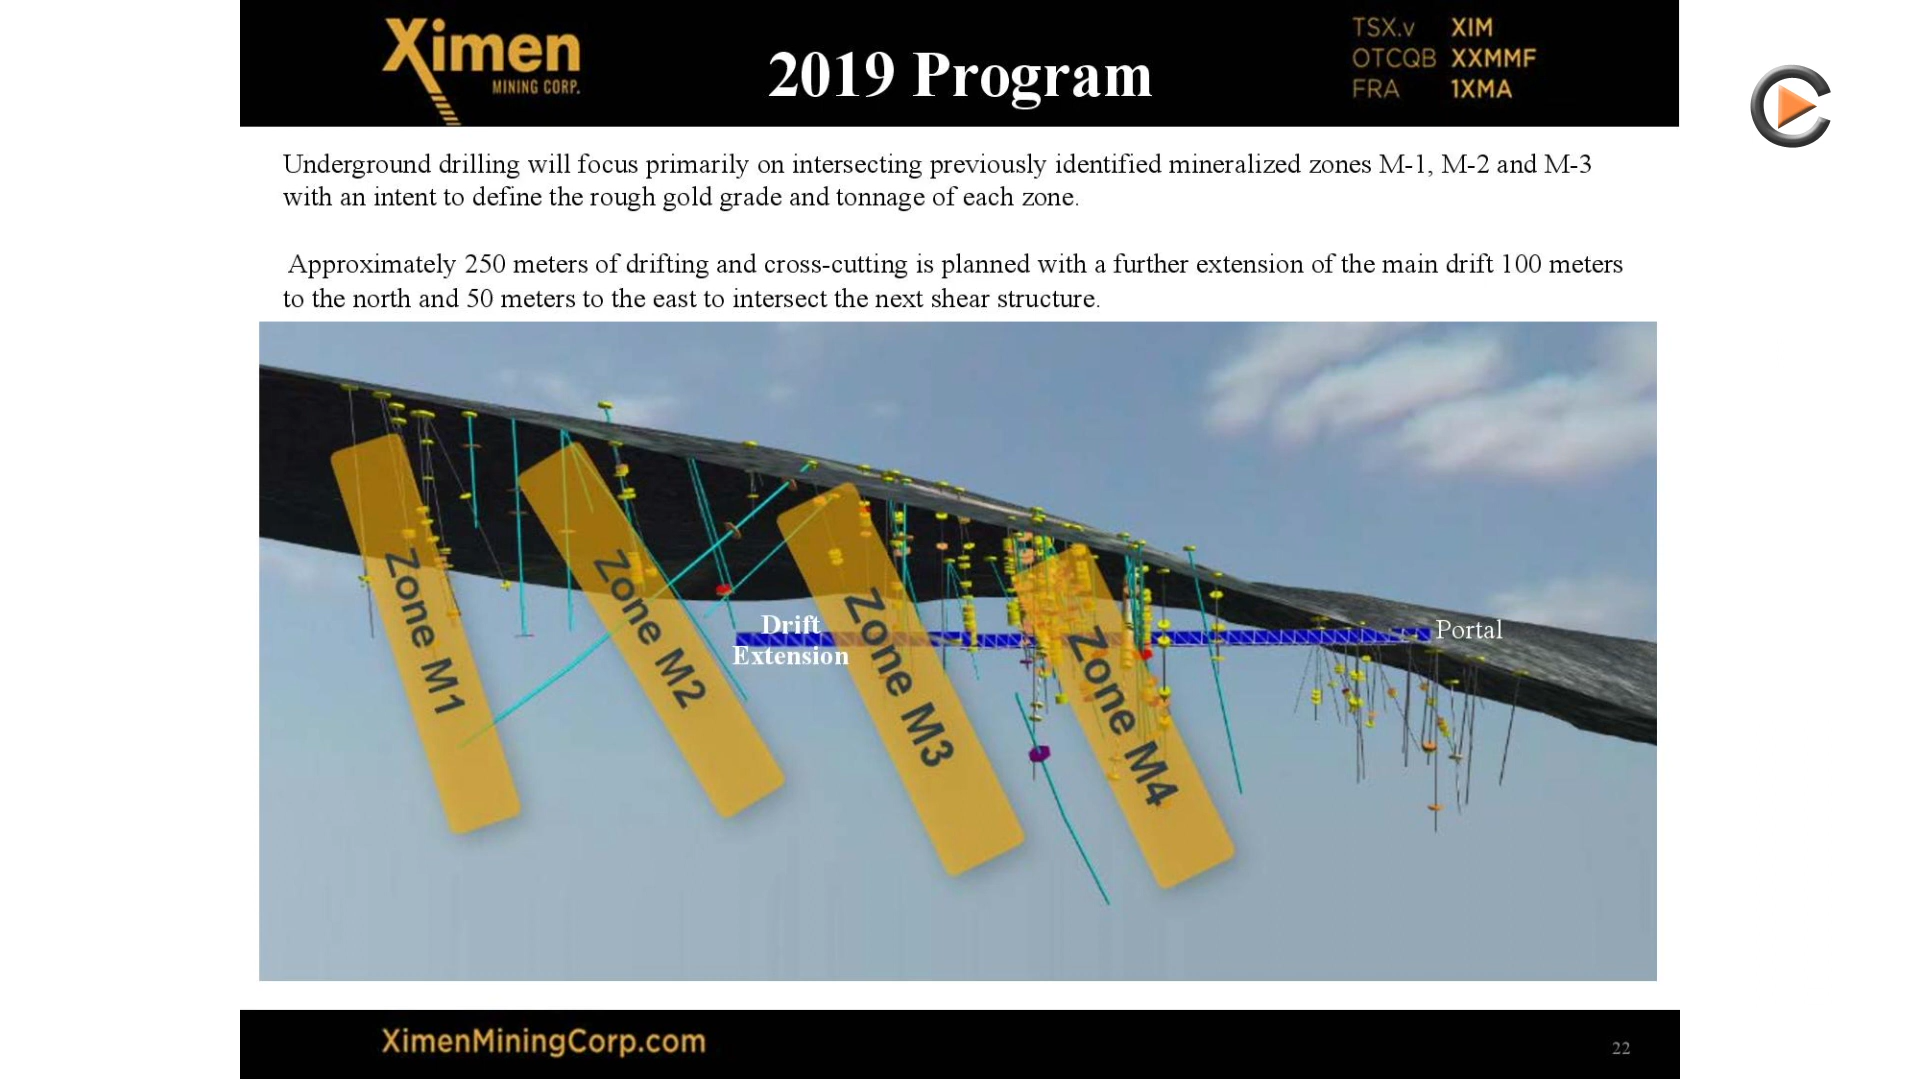 Ximen
MINING CORP.
2019 Program
TSX.v XIM
OTCQB XXMMF
FRA 1XMA
Underground drilling will focus primarily on intersecting previously identified mineralized zones M-1, M-2 and M-3
with an intent to define the rough gold grade and tonnage of each zone.
Approximately 250 meters of drifting and cross-cutting is planned with a further extension of the main drift 100 meters
to the north and 50 meters to the east to intersect the next shear structure.
Zone M1
Zone M2
Drift
Extension
Zone M3
Zone M4
Portal
XimenMiningCorp.com
22